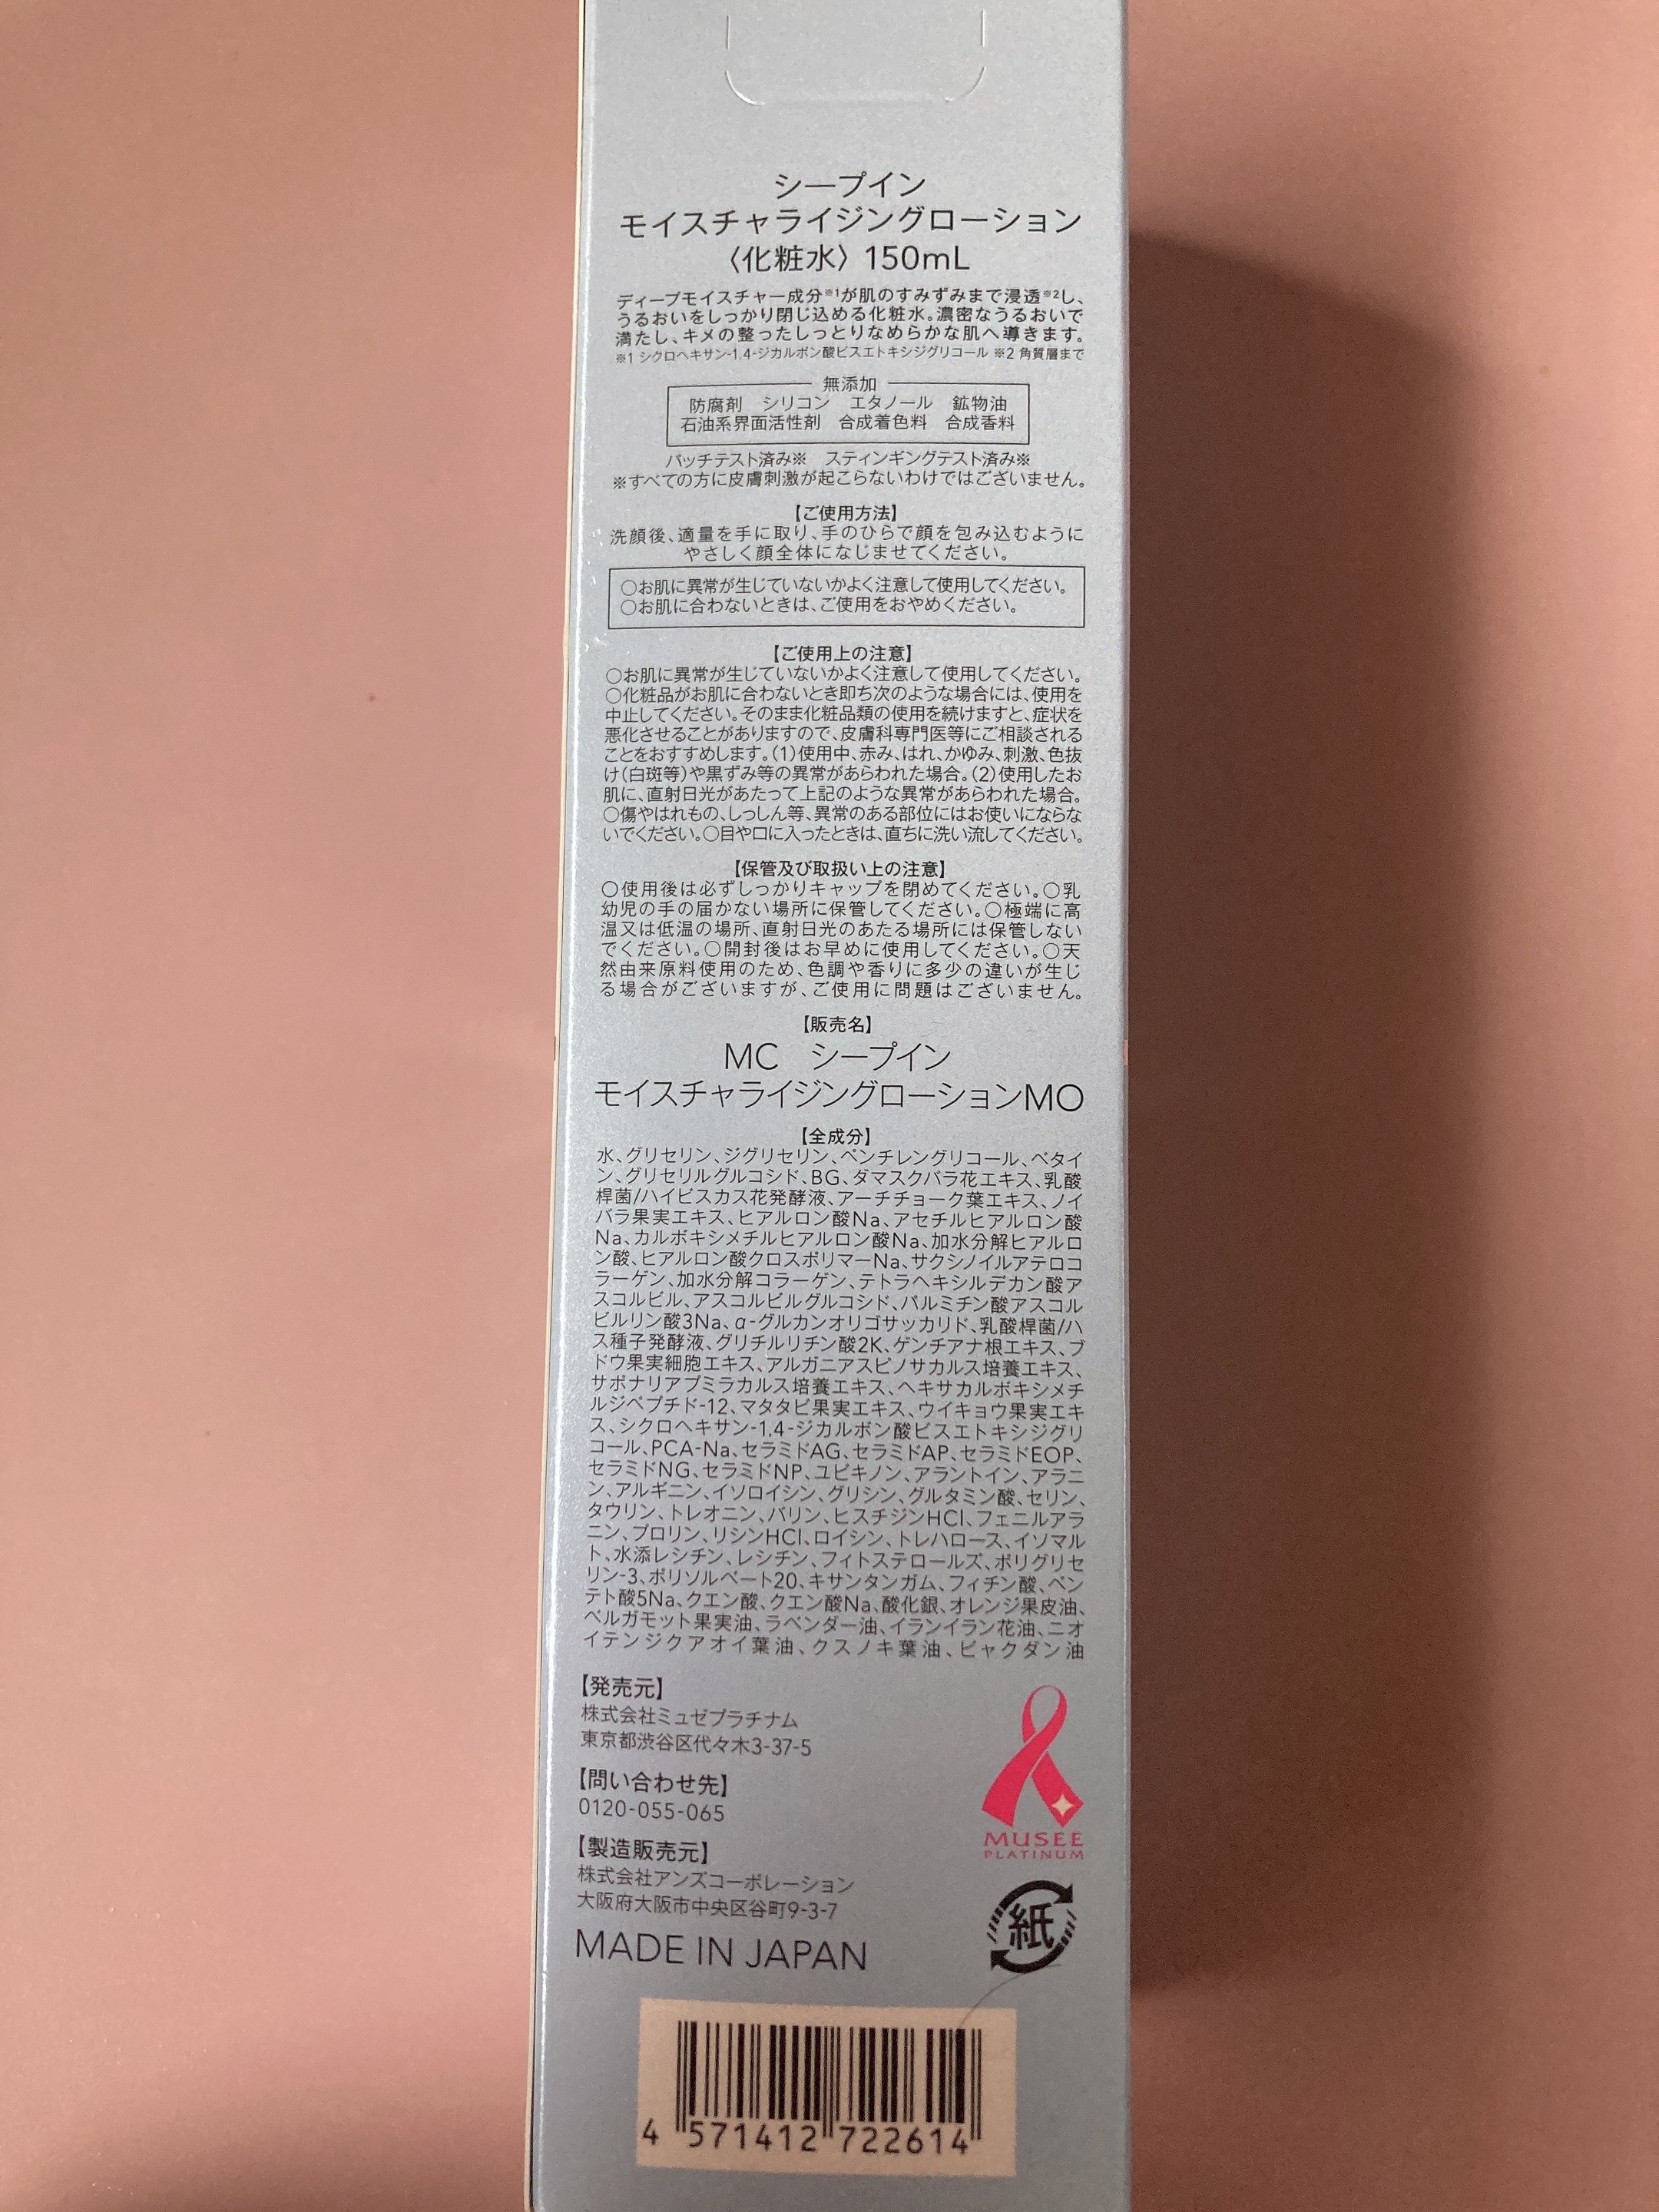 シープイン
モイスチャライジングローション
〈化粧水〉150mL
ディープモイスチャー成分※1が肌のすみずみまで浸透※2し、
うるおいをしっかり閉じ込める化粧水。濃密なうるおいで
満たし、キメの整ったしっとりなめらかな肌へ導きます。
※1 シクロヘキサン-1,4-ジカルボン酸ビスエトキシジグリコール ※2 角質層まで
無添加
防腐剤 シリコン エタノール 鉱物油
石油系界面活性剤 合成着色料 合成香料
パッチテスト済み※ スティンギングテスト済み※
※すべての方に皮膚刺激が起こらないわけではございません。
【ご使用方法】
洗顔後、適量を手に取り、手のひらで顔を包み込むように
やさしく顔全体になじませてください。
○お肌に異常が生じていないかよく注意して使用してください。
○お肌に合わないときは、ご使用をおやめください。
【ご使用上の注意】
○お肌に異常が生じていないかよく注意して使用してください。
○化粧品がお肌に合わないとき即ち次のような場合には、使用を
中止してください。そのまま化粧品類の使用を続けますと、症状を
悪化させることがありますので、皮膚科専門医等にご相談される
ことをおすすめします。(1)使用中、赤み、はれ、かゆみ、刺激、色抜
け(白斑等)や黒ずみ等の異常があらわれた場合。(2)使用したお
肌に、直射日光があたって上記のような異常があらわれた場合。
○傷やはれもの、しっしん等、異常のある部位にはお使いにならな
いでください。○目や口に入ったときは、直ちに洗い流してください。
【保管及び取扱い上の注意】
○使用後は必ずしっかりキャップを閉めてください。○乳
幼児の手の届かない場所に保管してください。○極端に高
温又は低温の場所、直射日光のあたる場所には保管しない
でください。○開封後はお早めに使用してください。○天
然由来原料使用のため、色調や香りに多少の違いが生じ
る場合がございますが、ご使用に問題はございません。
【販売名】
MC シープイン
モイスチャライジングローションMO
【全成分】
水、グリセリン、ジグリセリン、ペンチレングリコール、ベタイ
ン、グリセリルグルコシド、BG、ダマスクバラ花エキス、乳酸
桿菌/ハイビスカス花発酵液、アーチチョーク葉エキス、ノイ
バラ果実エキス、ヒアルロン酸Na、アセチルヒアルロン酸
Na、カルボキシメチルヒアルロン酸Na、加水分解ヒアルロ
ン酸、ヒアルロン酸クロスポリマーNa、サクシノイルアテロコ
ラーゲン、加水分解コラーゲン、テトラヘキシルデカン酸ア
スコルビル、アスコルビルグルコシド、パルミチン酸アスコル
ビルリン酸3Na、α-グルカンオリゴサッカリド、乳酸桿菌/ハ
ス種子発酵液、グリチルリチン酸2K、ゲンチアナ根エキス、ブ
ドウ果実細胞エキス、アルガニアスピノサカルス培養エキス、
サポナリアプミラカルス培養エキス、ヘキサカルボキシメチ
ルジペプチド-12、マタタビ果実エキス、ウイキョウ果実エキ
ス、シクロヘキサン-1,4-ジカルボン酸ビスエトキシジグリ
コール、PCA-Na、セラミドAG、セラミドAP、セラミドEOP、
セラミドNG、セラミドNP、ユビキノン、アラントイン、アラニ
ン、アルギニン、イソロイシン、グリシン、グルタミン酸、セリン、
タウリン、トレオニン、バリン、ヒスチジンHCl、フェニルアラ
ニン、プロリン、リシンHCl、ロイシン、トレハロース、イソマル
ト、水添レシチン、レシチン、フィトステロールズ、ポリグリセ
リン-3、ポリソルベート20、キサンタンガム、フィチン酸、ペン
テト酸5Na、クエン酸、クエン酸Na、酸化銀、オレンジ果皮油、
ベルガモット果実油、ラベンダー油、イランイラン花油、ニオ
イテンジクアオイ葉油、クスノキ葉油、ビャクダン油
【発売元】
株式会社ミュゼプラチナム
東京都渋谷区代々木3-37-5
【問い合わせ先】
0120-055-065
【製造販売元】
株式会社アンズコーポレーション
大阪府大阪市中央区谷町9-3-7
MADE IN JAPAN
MUSEE
PLATINUM
紙
4 571412 722614